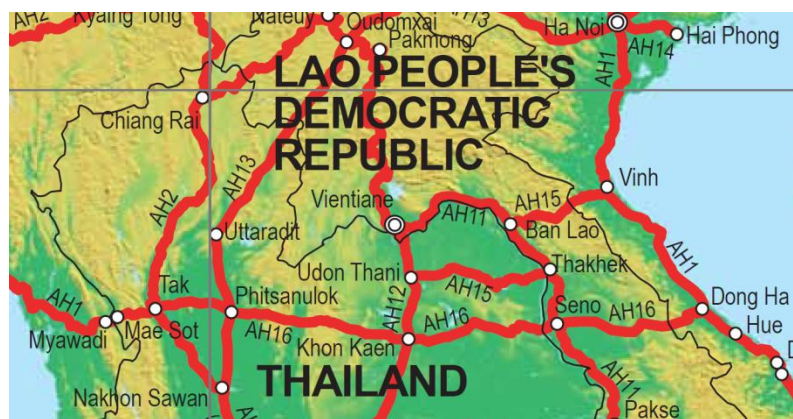 AH2
Kyaing Tong
Nateuy
Oudomxai
AH13
Pakmong
Ha Noi
AH14
Hai Phong
AH1
LAO PEOPLE'S
DEMOCRATIC
REPUBLIC
Chiang Rai
AH13
AH2
Vientiane
AH11
AH15
Vinh
Ban Lao
Uttaradit
AH1
Udon Thani
AH15
Thakhek
Tak
AH12
AH1
Phitsanulok
Myawadi
Mae Sot
AH16
AH16
Seno
AH16
Dong Ha
Hue
Khon Kaen
THAILAND
Nakhon Sawan
AH11
Pakse